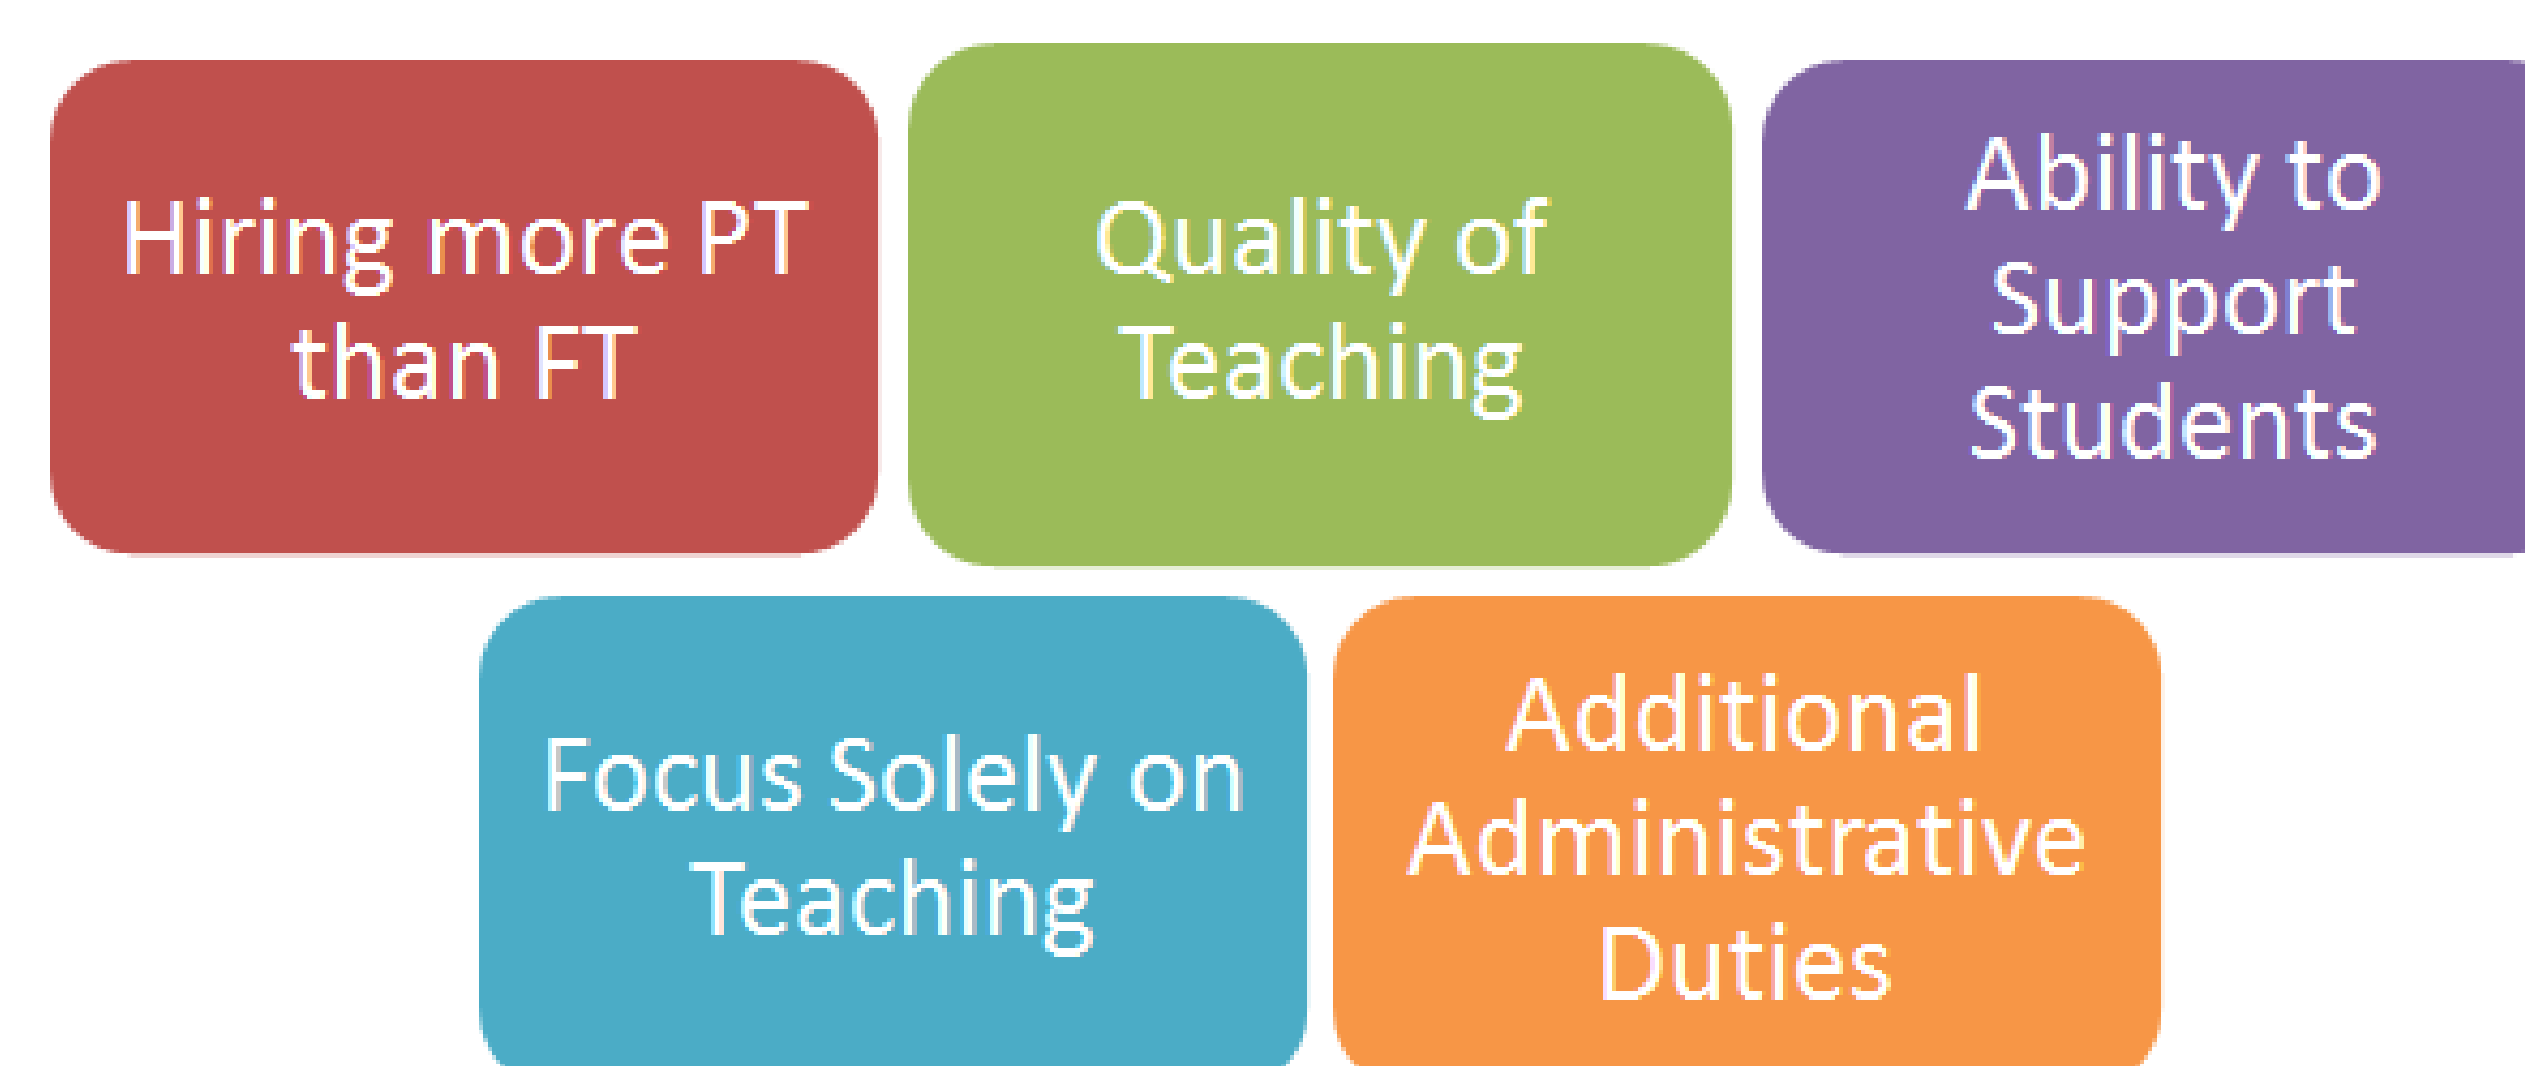 Hiring more PT
than FT
Quality of
Teaching
Ability to
Support
Students
Focus Solely on
Teaching
Additional
Administrative
Duties